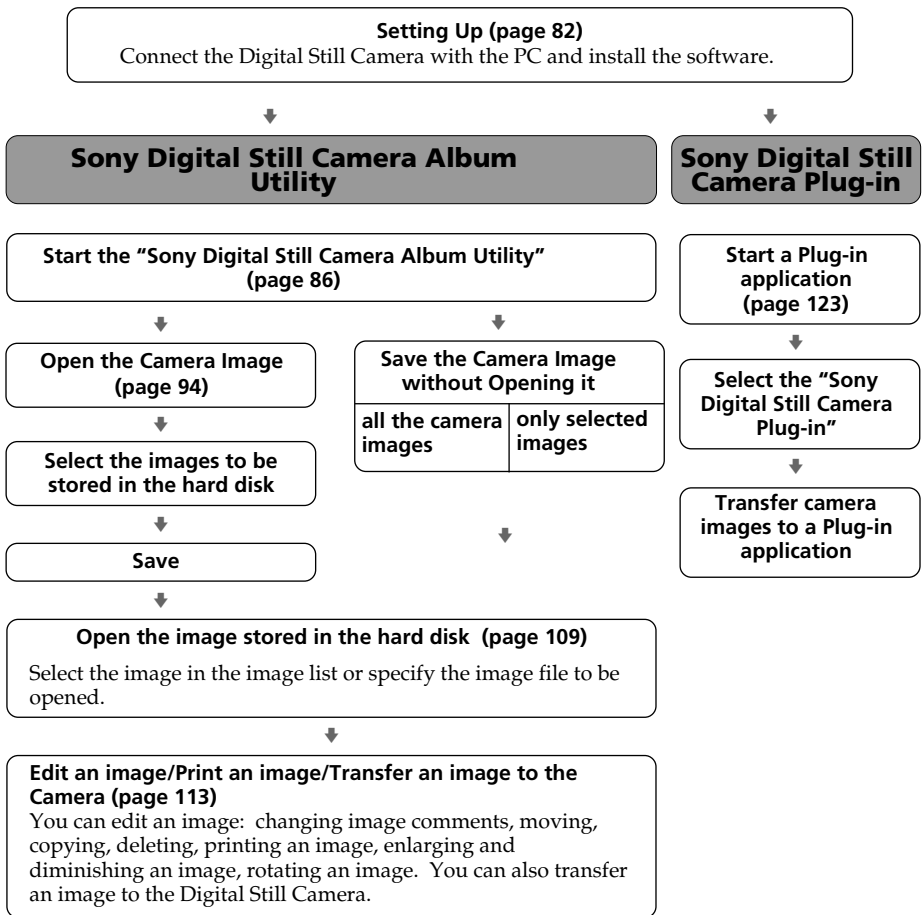 Setting Up (page 82)
Connect the Digital Still Camera with the PC and install the software.
Sony Digital Still Camera Album
Utility
Sony Digital Still
Camera Plug-in
Start the “Sony Digital Still Camera Album Utility”
(page 86)
Open the Camera Image
(page 94)
Select the images to be
stored in the hard disk
Save
Save the Camera Image
without Opening it
all the camera
images
only selected
images
Open the image stored in the hard disk (page 109)
Select the image in the image list or specify the image file to be
opened.
Edit an image/Print an image/Transfer an image to the
Camera (page 113)
You can edit an image: changing image comments, moving,
copying, deleting, printing an image, enlarging and
diminishing an image, rotating an image. You can also transfer
an image to the Digital Still Camera.
Start a Plug-in
application
(page 123)
Select the “Sony
Digital Still Camera
Plug-in”
Transfer camera
images to a Plug-in
application